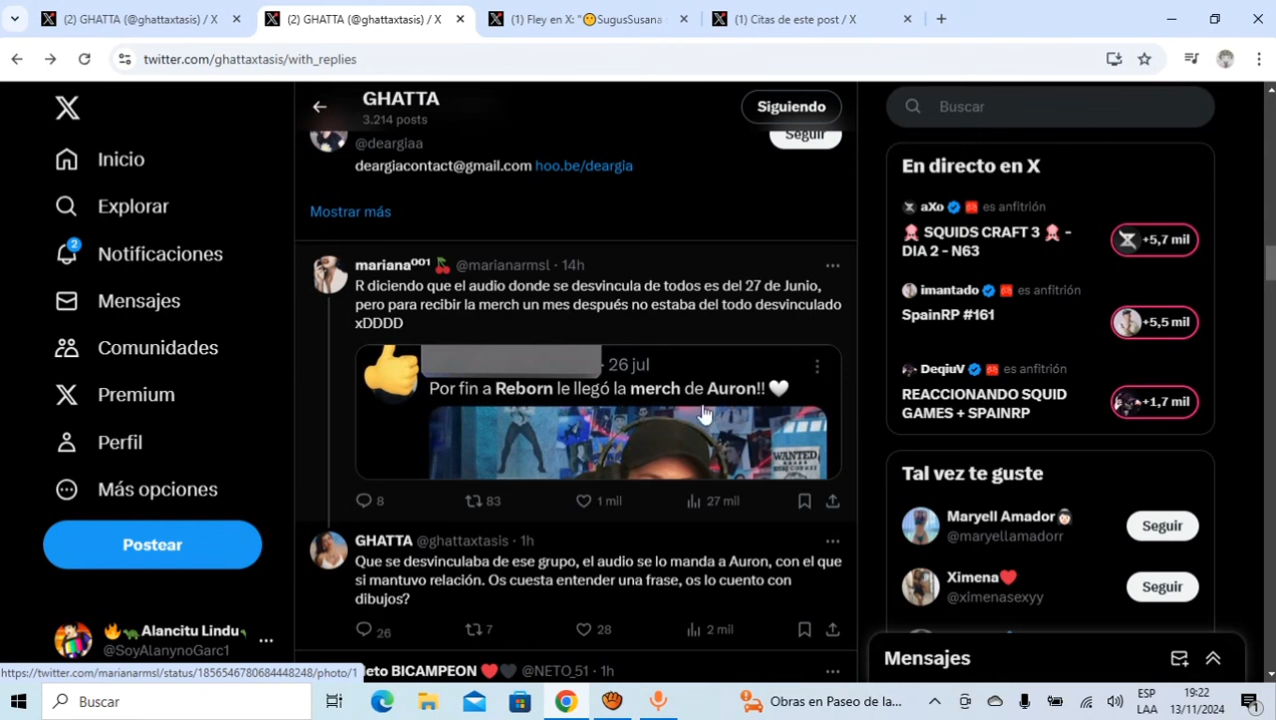 (2) GHATTA (@ghattaxtasis) / X
(2) GHATTA (@ghattaxtasis) / X
(1) Fley en X: "😶SugusSusana
(1) Citas de este post / X
twitter.com/ghattaxtasis/with_replies
Inicio
Explorar
2
Notificaciones
Mensajes
Comunidades
Premium
Perfil
Más opciones
Postear
🔥🦖Alancitu Lindu
@SoyAlanynoGarc1
GHATTA
3.214 posts
Siguiendo
@deargiaa
Seguir
deargiacontact@gmail.com hoo.be/deargia
Mostrar más
mariana⁰⁰¹ 🍒 @marianarmsl · 14h
R diciendo que el audio donde se desvincula de todos es del 27 de Junio,
pero para recibir la merch un mes después no estaba del todo desvinculado
xDDDD
· 26 jul
Por fin a Reborn le llegó la merch de Auron!! 🤍
WANTED
8 83 1 mil 27 mil
GHATTA @ghattaxtasis · 1h
Que se desvinculaba de ese grupo, el audio se lo manda a Auron, con el que
si mantuvo relación. Os cuesta entender una frase, os lo cuento con
dibujos?
26 7 28 2 mil
Neto BICAMPEON ❤️🖤 @NETO_51 · 1h
Buscar
En directo en X
aXo es anfitrión
🦑 SQUIDS CRAFT 3 🦑 -
DIA 2 - N63
+5,7 mil
imantado es anfitrión
SpainRP #161
+5,5 mil
DeqiuV es anfitrión
REACCIONANDO SQUID
GAMES + SPAINRP
+1,7 mil
Tal vez te guste
Maryell Amador👩🏻
@maryellamadorr
Seguir
Ximena♥️
@ximenasexyy
Seguir
Mensajes
https://twitter.com/marianarmsl/status/1856546780684448248/photo/1
Buscar
Obras en Paseo de la...
ESP
LAA
19:22
13/11/2024
1